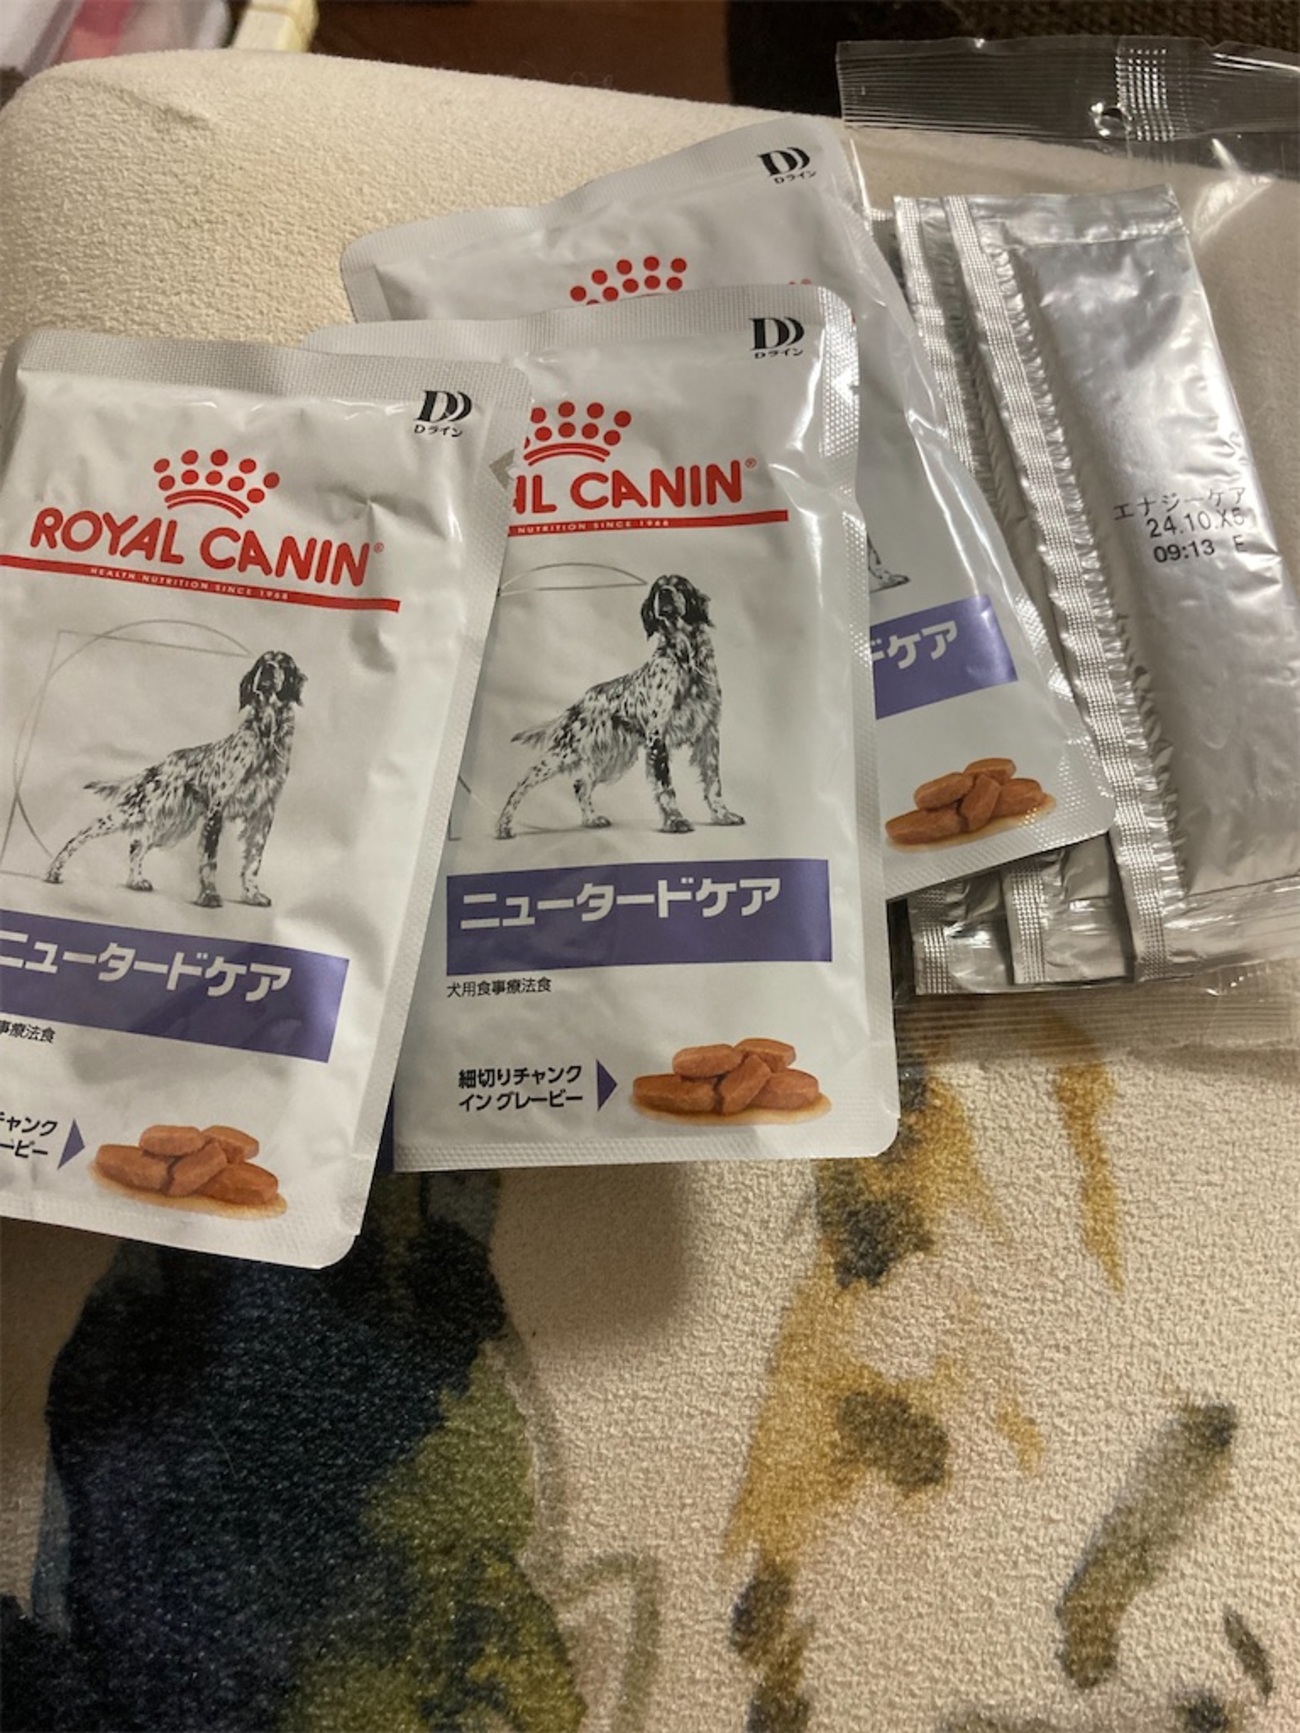 Dライン
Dライン
ROYAL CANIN®
HEALTH NUTRITION SINCE 1968
ニュータードケア
事療法食
チャンク
ービー
Dライン
AL CANIN®
NUTRITION SINCE 1968
ニュータードケア
犬用食事療法食
細切りチャンク
イン グレービー
ドケア
エナジーケア
24.10.X5
09:13 E